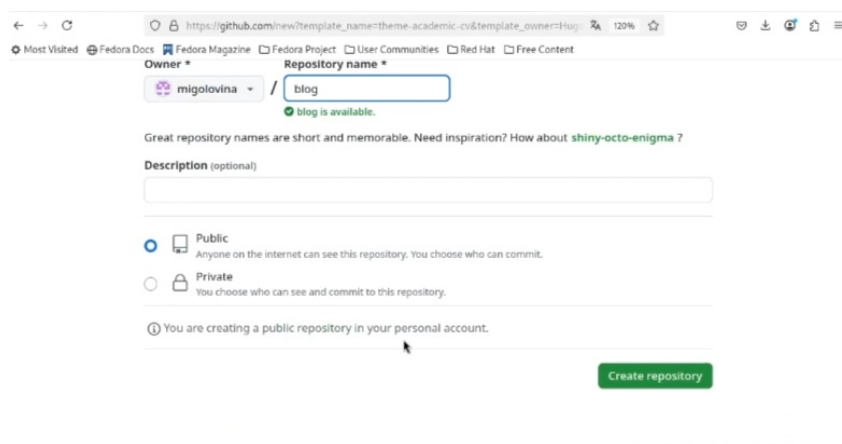 https://github.com/new?template_name=theme-academic-cv&template_owner=Hug 120%
Most Visited Fedora Docs Fedora Magazine Fedora Project User Communities Red Hat Free Content
Owner * Repository name *
migolovina / blog
blog is available.
Great repository names are short and memorable. Need inspiration? How about shiny-octo-enigma ?
Description (optional)
Public
Anyone on the internet can see this repository. You choose who can commit.
Private
You choose who can see and commit to this repository.
You are creating a public repository in your personal account.
Create repository